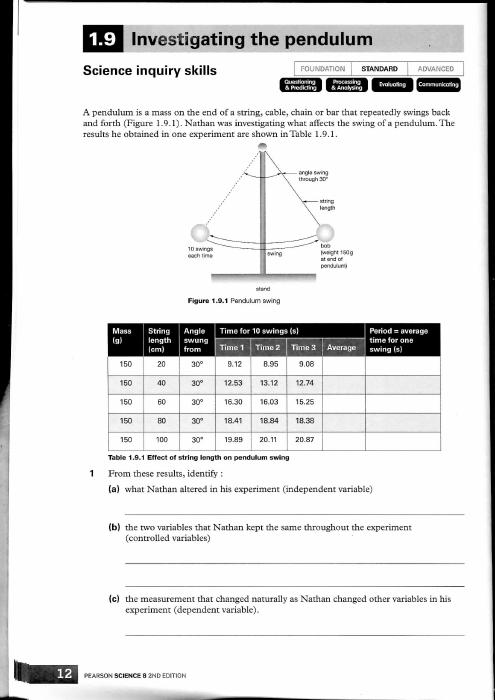 1.9 Investigating the pendulum
Science inquiry skills
FOUNDATION STANDARD ADVANCED
Questioning & Predicting
Processing & Analysing
Evaluating
Communicating
A pendulum is a mass on the end of a string, cable, chain or bar that repeatedly swings back
and forth (Figure 1.9.1). Nathan was investigating what affects the swing of a pendulum. The
results he obtained in one experiment are shown in Table 1.9.1.
angle swing
through 30°
string
length
10 swings
each time
swing
bob
(weight 150g
at end of
pendulum)
stand
Figure 1.9.1 Pendulum swing
Mass (g) String length (cm) Angle swung from Time for 10 swings (s) Period = average time for one swing (s)
Time 1 Time 2 Time 3 Average
150 20 30° 9.12 8.95 9.08
150 40 30° 12.53 13.12 12.74
150 60 30° 16.30 16.03 15.25
150 80 30° 18.41 18.84 18.38
150 100 30° 19.89 20.11 20.87
Table 1.9.1 Effect of string length on pendulum swing
1 From these results, identify :
(a) what Nathan altered in his experiment (independent variable)
(b) the two variables that Nathan kept the same throughout the experiment
(controlled variables)
(c) the measurement that changed naturally as Nathan changed other variables in his
experiment (dependent variable).
12 PEARSON SCIENCE 8 2ND EDITION